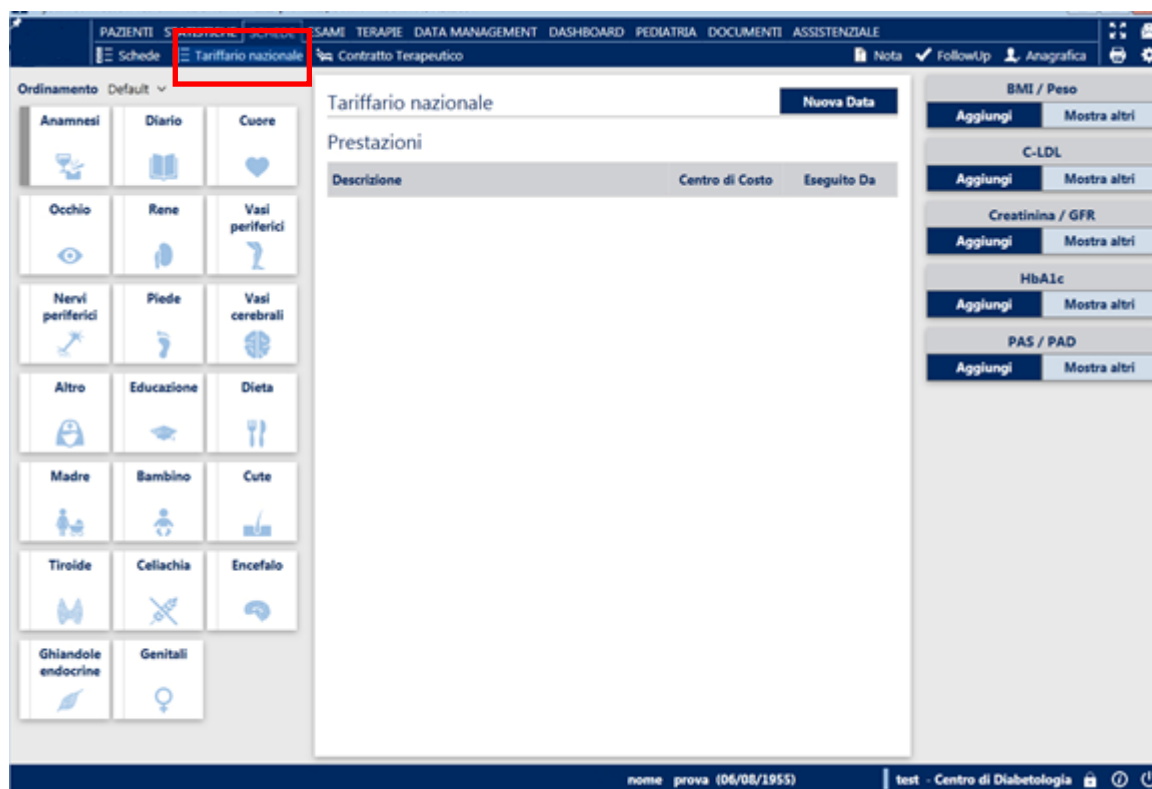 PAZIENTI STATISTICHE SCHEDE ESAMI TERAPIE DATA MANAGEMENT DASHBOARD PEDIATRIA DOCUMENTI ASSISTENZIALE
Schede Tariffario nazionale Contratto Terapeutico Nota FollowUp Anagrafica
Ordinamento Default
Anamnesi Diario Cuore
Occhio Rene Vasi periferici
Nervi periferici Piede Vasi cerebrali
Altro Educazione Dieta
Madre Bambino Cute
Tiroide Celiachia Encefalo
Ghiandole endocrine Genitali
Tariffario nazionale Nuova Data
Prestazioni
Descrizione Centro di Costo Eseguito Da
BMI / Peso
Aggiungi Mostra altri
C-LDL
Aggiungi Mostra altri
Creatinina / GFR
Aggiungi Mostra altri
HbA1c
Aggiungi Mostra altri
PAS / PAD
Aggiungi Mostra altri
nome prova (06/08/1955) test - Centro di Diabetologia